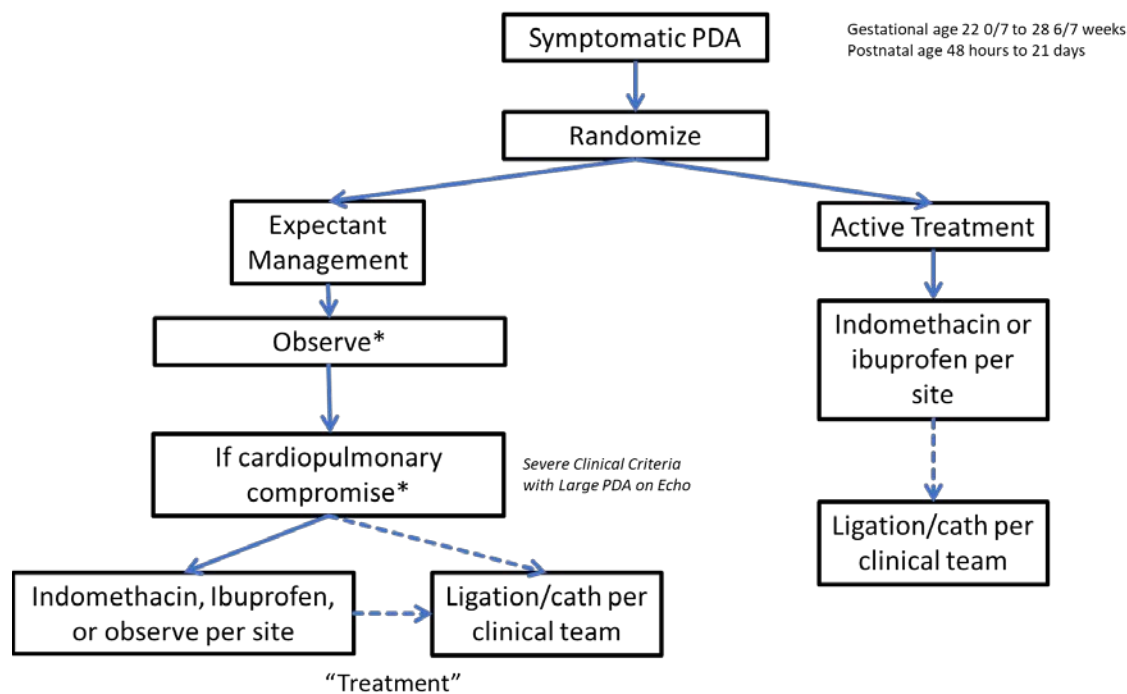 Symptomatic PDA
Gestational age 22 0/7 to 28 6/7 weeks
Postnatal age 48 hours to 21 days
Randomize
Expectant
Management
Active Treatment
Observe*
Indomethacin or
ibuprofen per
site
If cardiopulmonary
compromise*
Severe Clinical Criteria
with Large PDA on Echo
Ligation/cath per
clinical team
Indomethacin, Ibuprofen,
or observe per site
Ligation/cath per
clinical team
“Treatment”